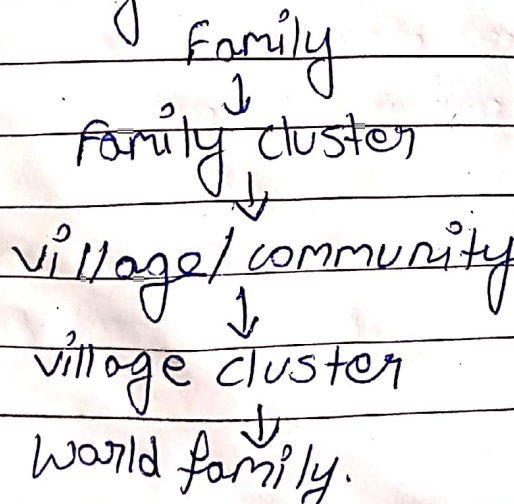 Family
↓
Family cluster
↓
village/community
↓
village cluster
↓
World family.